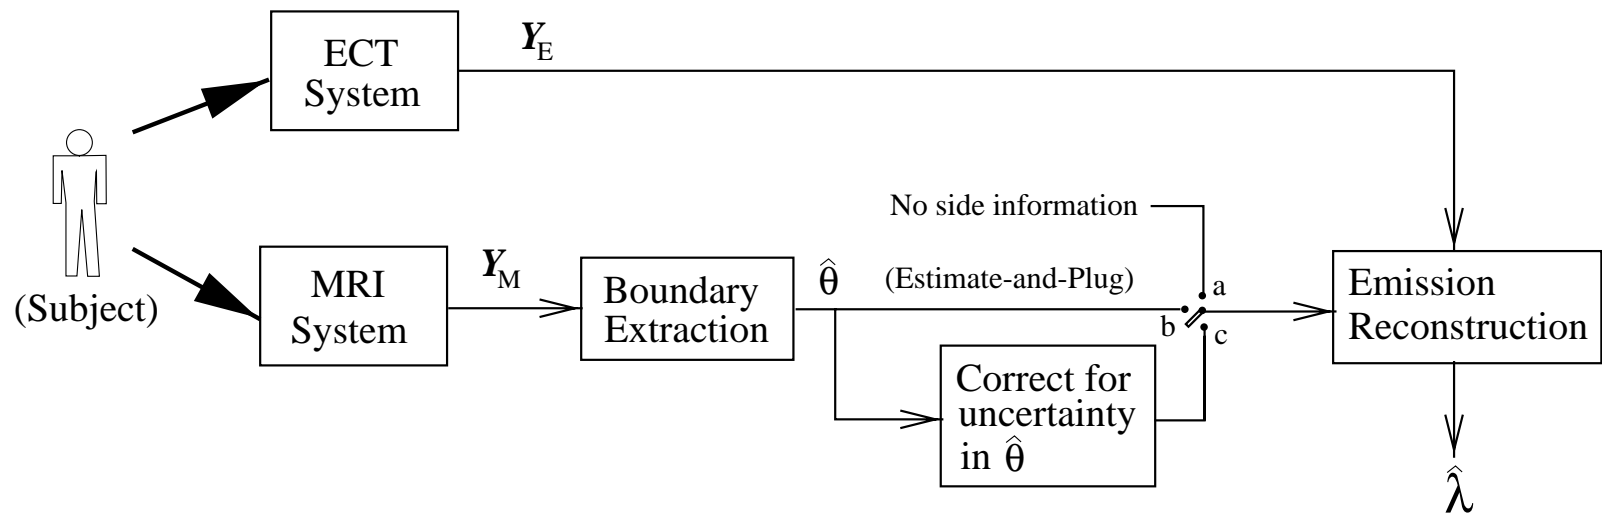 ECT
System
Y_E
(Subject)
MRI
System
Y_M
Boundary
Extraction
θ̂
(Estimate-and-Plug)
No side information
a
b
c
Correct for
uncertainty
in θ̂
Emission
Reconstruction
λ̂